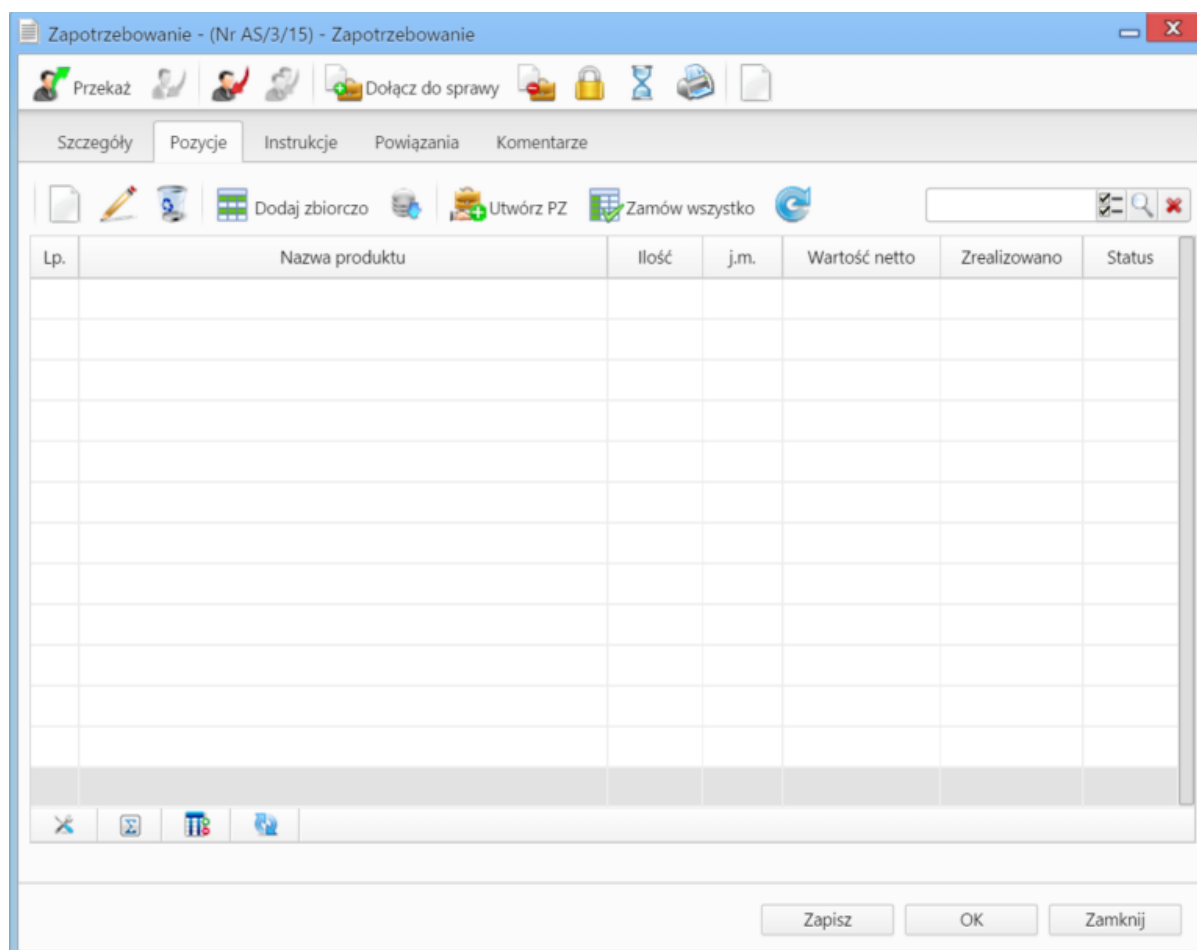 Zapotrzebowanie - (Nr AS/3/15) - Zapotrzebowanie
Przekaż Dołącz do sprawy
Szczegóły Pozycje Instrukcje Powiązania Komentarze
Dodaj zbiorczo Utwórz PZ Zamów wszystko
Lp. Nazwa produktu Ilość j.m. Wartość netto Zrealizowano Status
Zapisz OK Zamknij